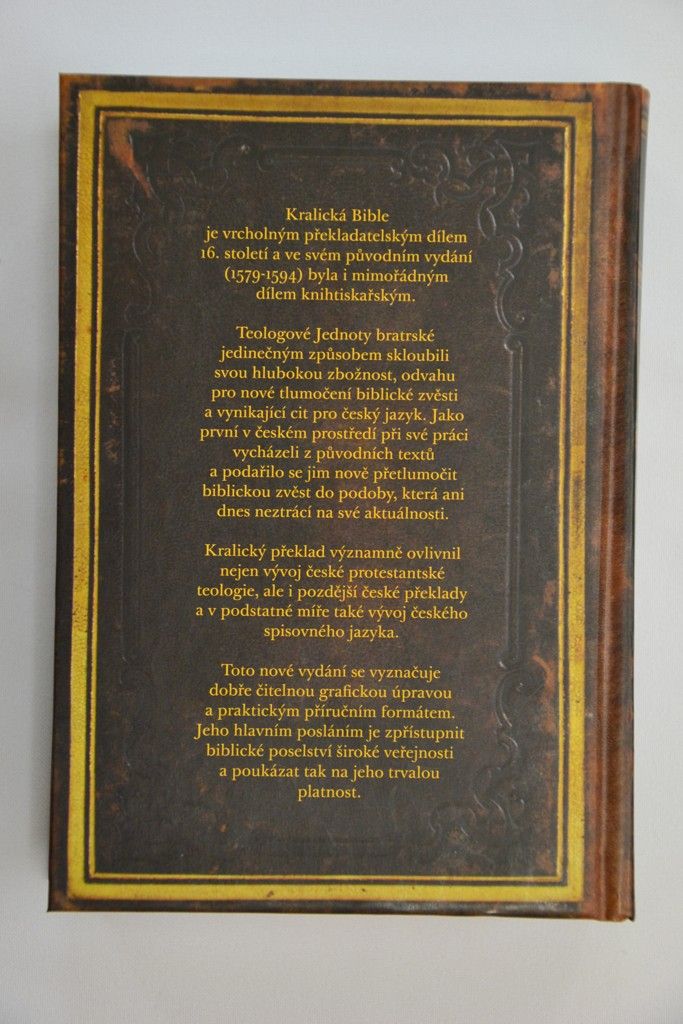 Kralická Bible
je vrcholným překladatelským dílem
16. století a ve svém původním vydání
(1579-1594) byla i mimořádným
dílem knihtiskařským.
Teologové Jednoty bratrské
jedinečným způsobem skloubili
svou hlubokou zbožnost, odvahu
pro nové tlumočení biblické zvěsti
a vynikající cit pro český jazyk. Jako
první v českém prostředí při své práci
vycházeli z původních textů
a podařilo se jim nově přetlumočit
biblickou zvěst do podoby, která ani
dnes neztrácí na své aktuálnosti.
Kralický překlad významně ovlivnil
nejen vývoj české protestantské
teologie, ale i pozdější české překlady
a v podstatné míře také vývoj českého
spisovného jazyka.
Toto nové vydání se vyznačuje
dobře čitelnou grafickou úpravou
a praktickým příručním formátem.
Jeho hlavním posláním je zpřístupnit
biblické poselství široké veřejnosti
a poukázat tak na jeho trvalou
platnost.